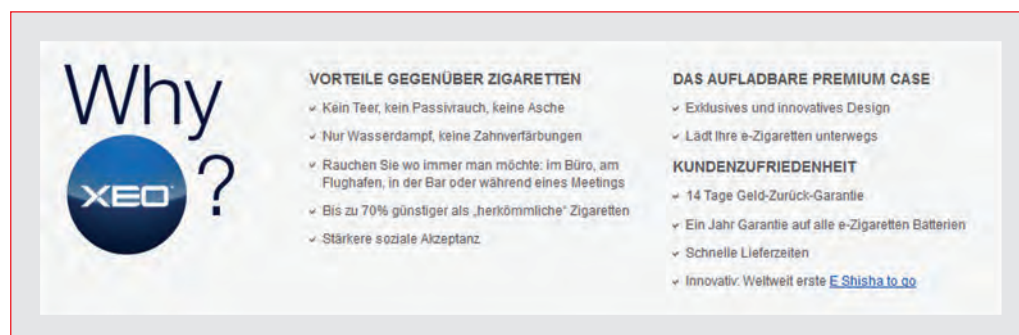 Why
XEO
?
VORTEILE GEGENÜBER ZIGARETTEN
Kein Teer, kein Passivrauch, keine Asche
Nur Wasserdampf, keine Zahnverfärbungen
Rauchen Sie wo immer man möchte: im Büro, am
Flughafen, in der Bar oder während eines Meetings
Bis zu 70% günstiger als „herkömmliche“ Zigaretten
Stärkere soziale Akzeptanz
DAS AUFLADBARE PREMIUM CASE
Exklusives und innovatives Design
Lädt Ihre e-Zigaretten unterwegs
KUNDENZUFRIEDENHEIT
14 Tage Geld-Zurück-Garantie
Ein Jahr Garantie auf alle e-Zigaretten Batterien
Schnelle Lieferzeiten
Innovativ: Weltweit erste E Shisha to go